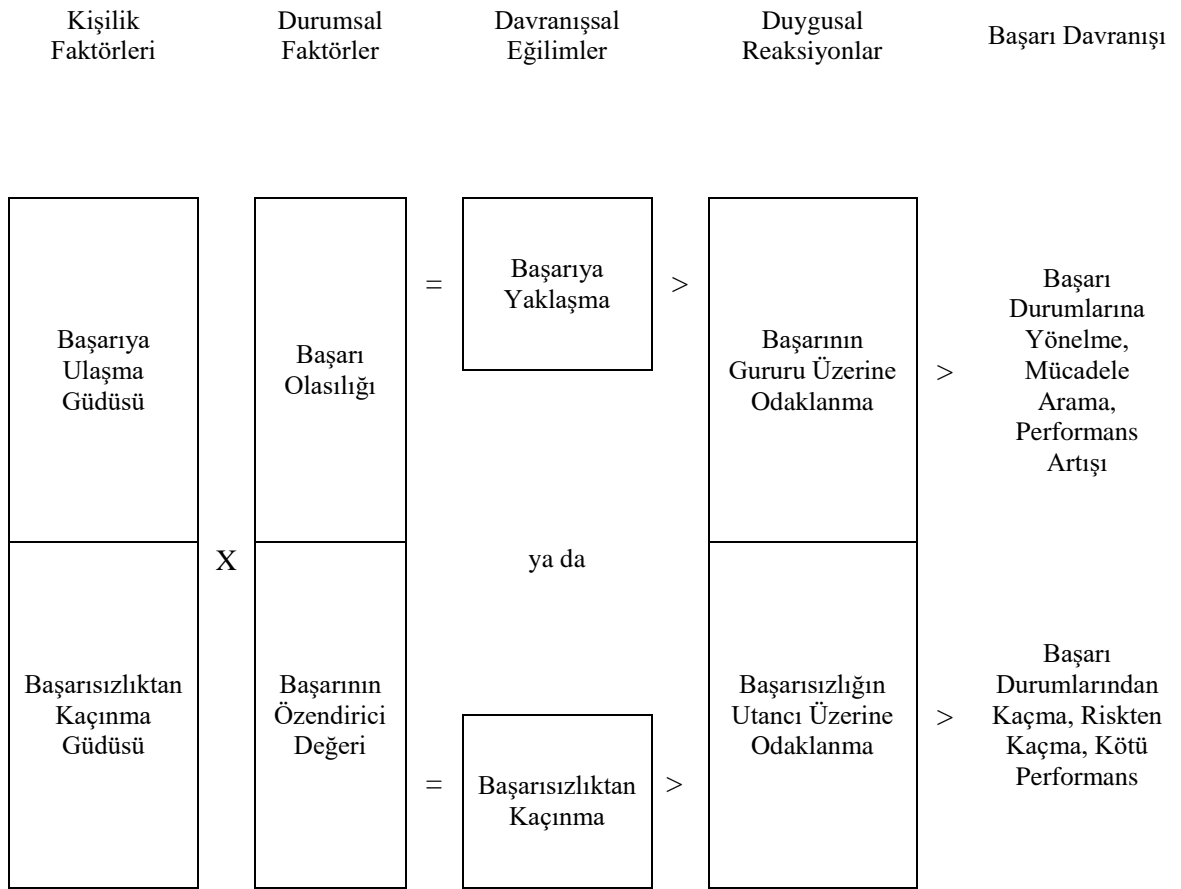 Kişilik
Faktörleri
Durumsal
Faktörler
Davranışsal
Eğilimler
Duygusal
Reaksiyonlar
Başarı Davranışı
Başarıya
Ulaşma
Güdüsü
Başarı
Olasılığı
=
Başarıya
Yaklaşma
>
Başarının
Gururu Üzerine
Odaklanma
>
Başarı
Durumlarına
Yönelme,
Mücadele
Arama,
Performans
Artışı
X
ya da
Başarısızlıktan
Kaçınma
Güdüsü
Başarının
Özendirici
Değeri
=
Başarısızlıktan
Kaçınma
>
Başarısızlığın
Utancı Üzerine
Odaklanma
>
Başarı
Durumlarından
Kaçma, Riskten
Kaçma, Kötü
Performans